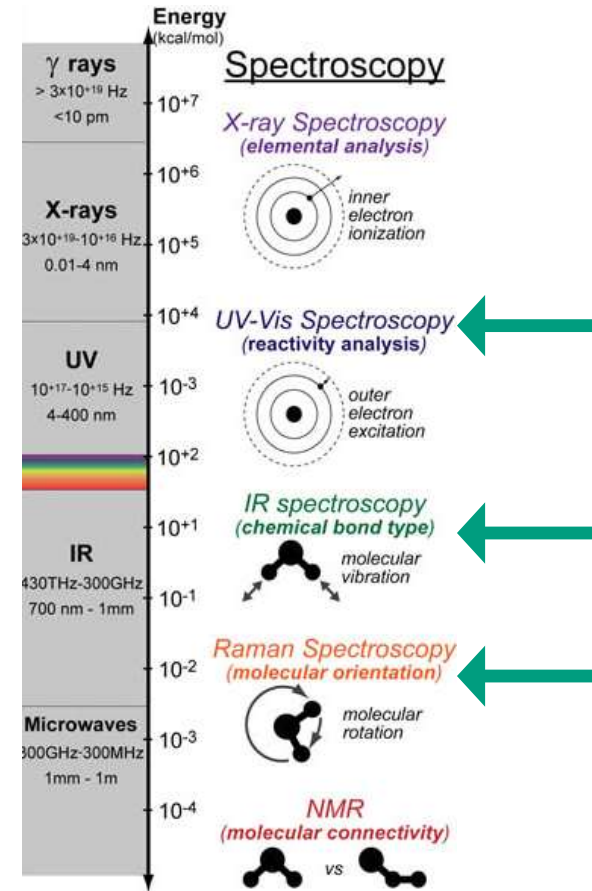 Energy
(kcal/mol)
γ rays
> 3x10⁺¹⁹ Hz
<10 pm
X-rays
3x10⁺¹⁹-10⁺¹⁶ Hz
0.01-4 nm
UV
10⁺¹⁷-10⁺¹⁵ Hz
4-400 nm
IR
430THz-300GHz
700 nm - 1mm
Microwaves
300GHz-300MHz
1mm - 1m
10⁺⁷
10⁺⁶
10⁺⁵
10⁺⁴
10⁻³
10⁺²
10⁺¹
10⁻¹
10⁻²
10⁻³
10⁻⁴
Spectroscopy
X-ray Spectroscopy
(elemental analysis)
inner
electron
ionization
UV-Vis Spectroscopy
(reactivity analysis)
outer
electron
excitation
IR spectroscopy
(chemical bond type)
molecular
vibration
Raman Spectroscopy
(molecular orientation)
molecular
rotation
NMR
(molecular connectivity)
vs